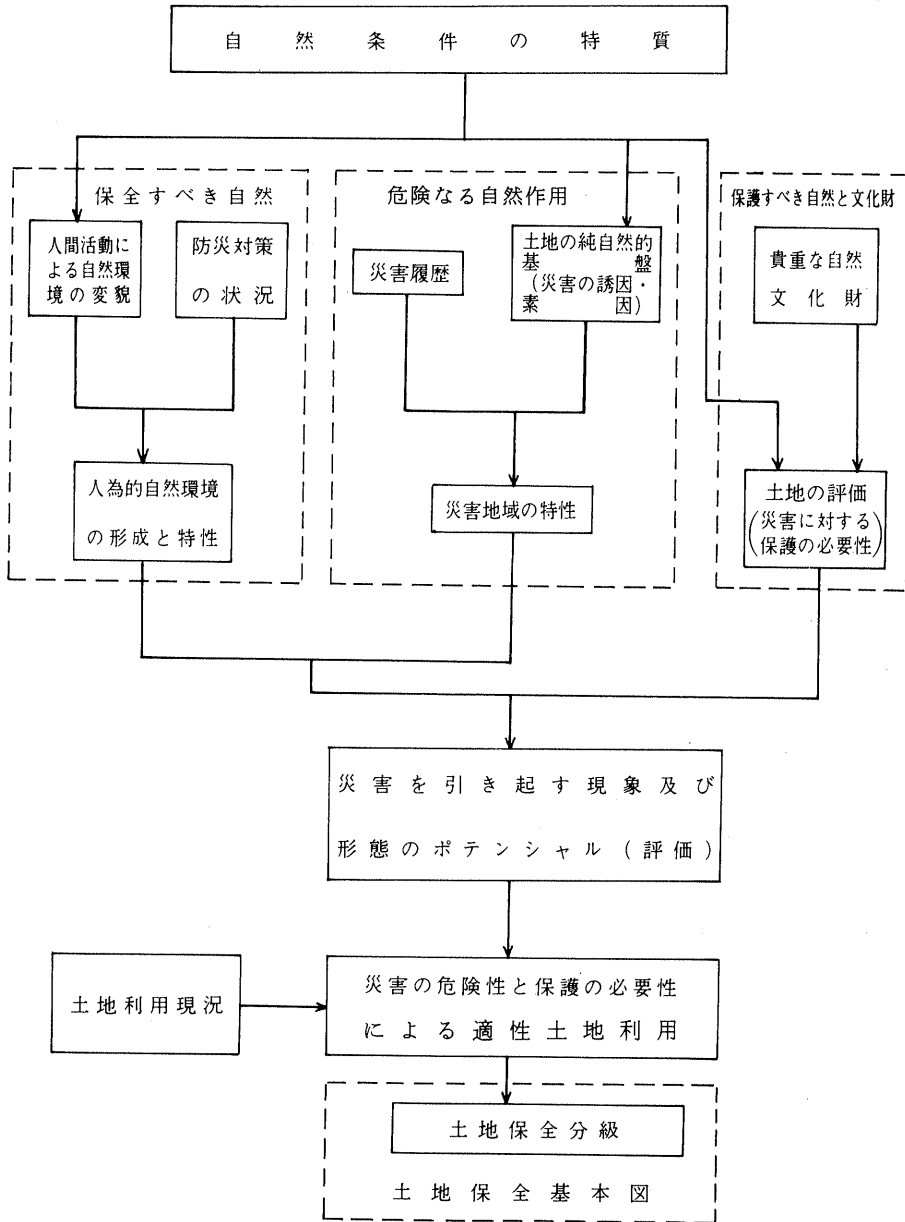 自然条件の特質
保全すべき自然
人間活動に
よる自然環
境の変貌
防災対策
の状況
人為的自然環境
の形成と特性
危険なる自然作用
災害履歴
土地の純自然的
基盤
(災害の誘因・
素因)
災害地域の特性
保護すべき自然と文化財
貴重な自然
文化財
土地の評価
(災害に対する
保護の必要性)
災害を引き起す現象及び
形態のポテンシャル(評価)
土地利用現況
災害の危険性と保護の必要性
による適性土地利用
土地保全分級
土地保全基本図